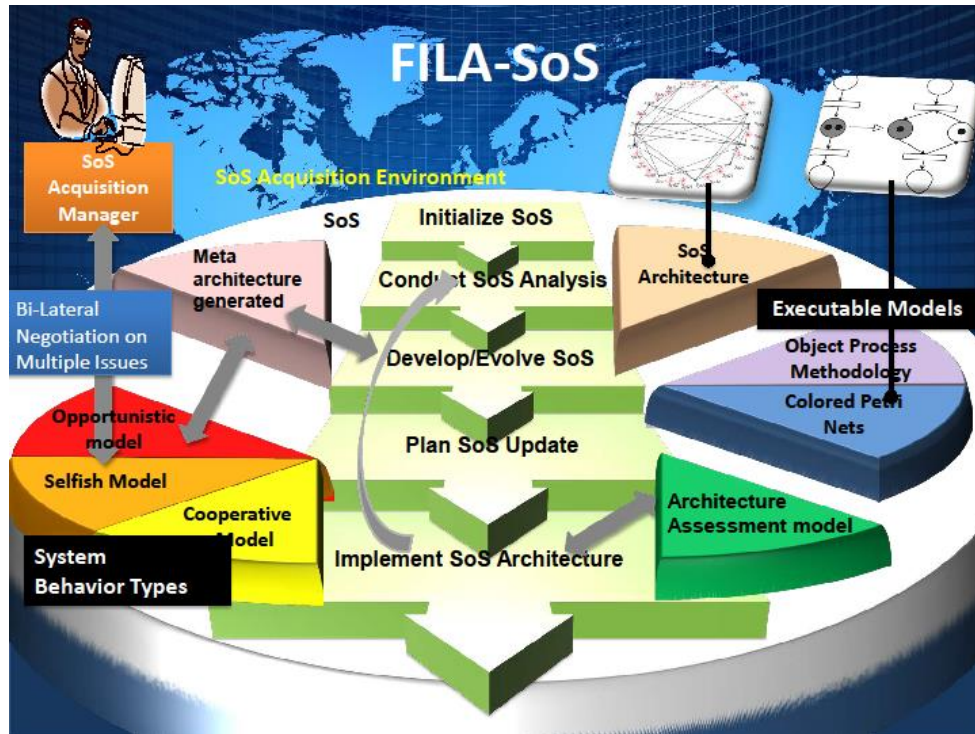 FILA-SoS
SoS
Acquisition
Manager
SoS Acquisition Environment
SoS
Initialize SoS
Meta
architecture
generated
Conduct SoS Analysis
SoS
Architecture
Bi-Lateral
Negotiation on
Multiple Issues
Executable Models
Develop/Evolve SoS
Object Process
Methodology
Opportunistic
model
Colored Petri
Nets
Plan SoS Update
Selfish Model
Cooperative
Model
Architecture
Assessment model
System
Behavior Types
Implement SoS Architecture